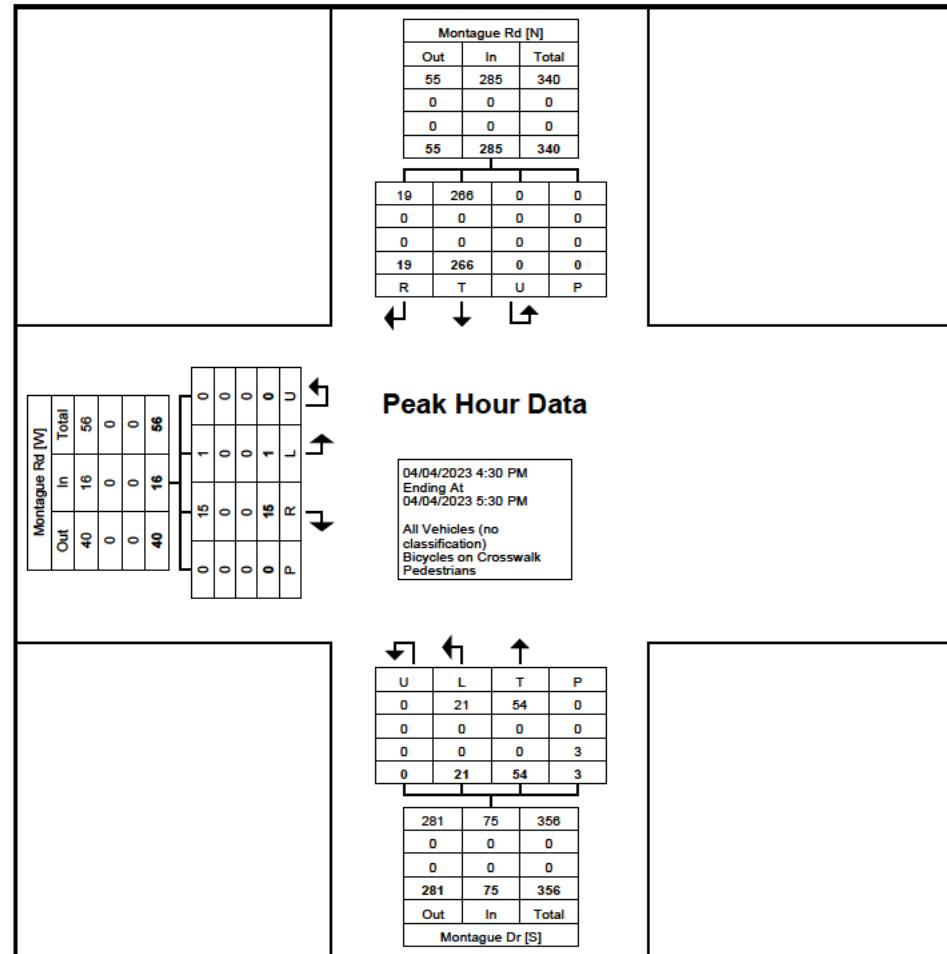 Montague Rd [N]
Out In Total
55 285 340
0 0 0
0 0 0
55 285 340
19 266 0 0
0 0 0 0
0 0 0 0
19 266 0 0
R T U P
Montague Rd [W]
Out In Total
40 16 56
0 0 0
0 0 0
40 16 56
0 15 1 0
0 0 0 0
0 0 0 0
0 15 1 0
P R L U
Peak Hour Data
04/04/2023 4:30 PM
Ending At
04/04/2023 5:30 PM
All Vehicles (no
classification)
Bicycles on Crosswalk
Pedestrians
U L T P
0 21 54 0
0 0 0 0
0 0 0 3
0 21 54 3
281 75 356
0 0 0
0 0 0
281 75 356
Out In Total
Montague Dr [S]